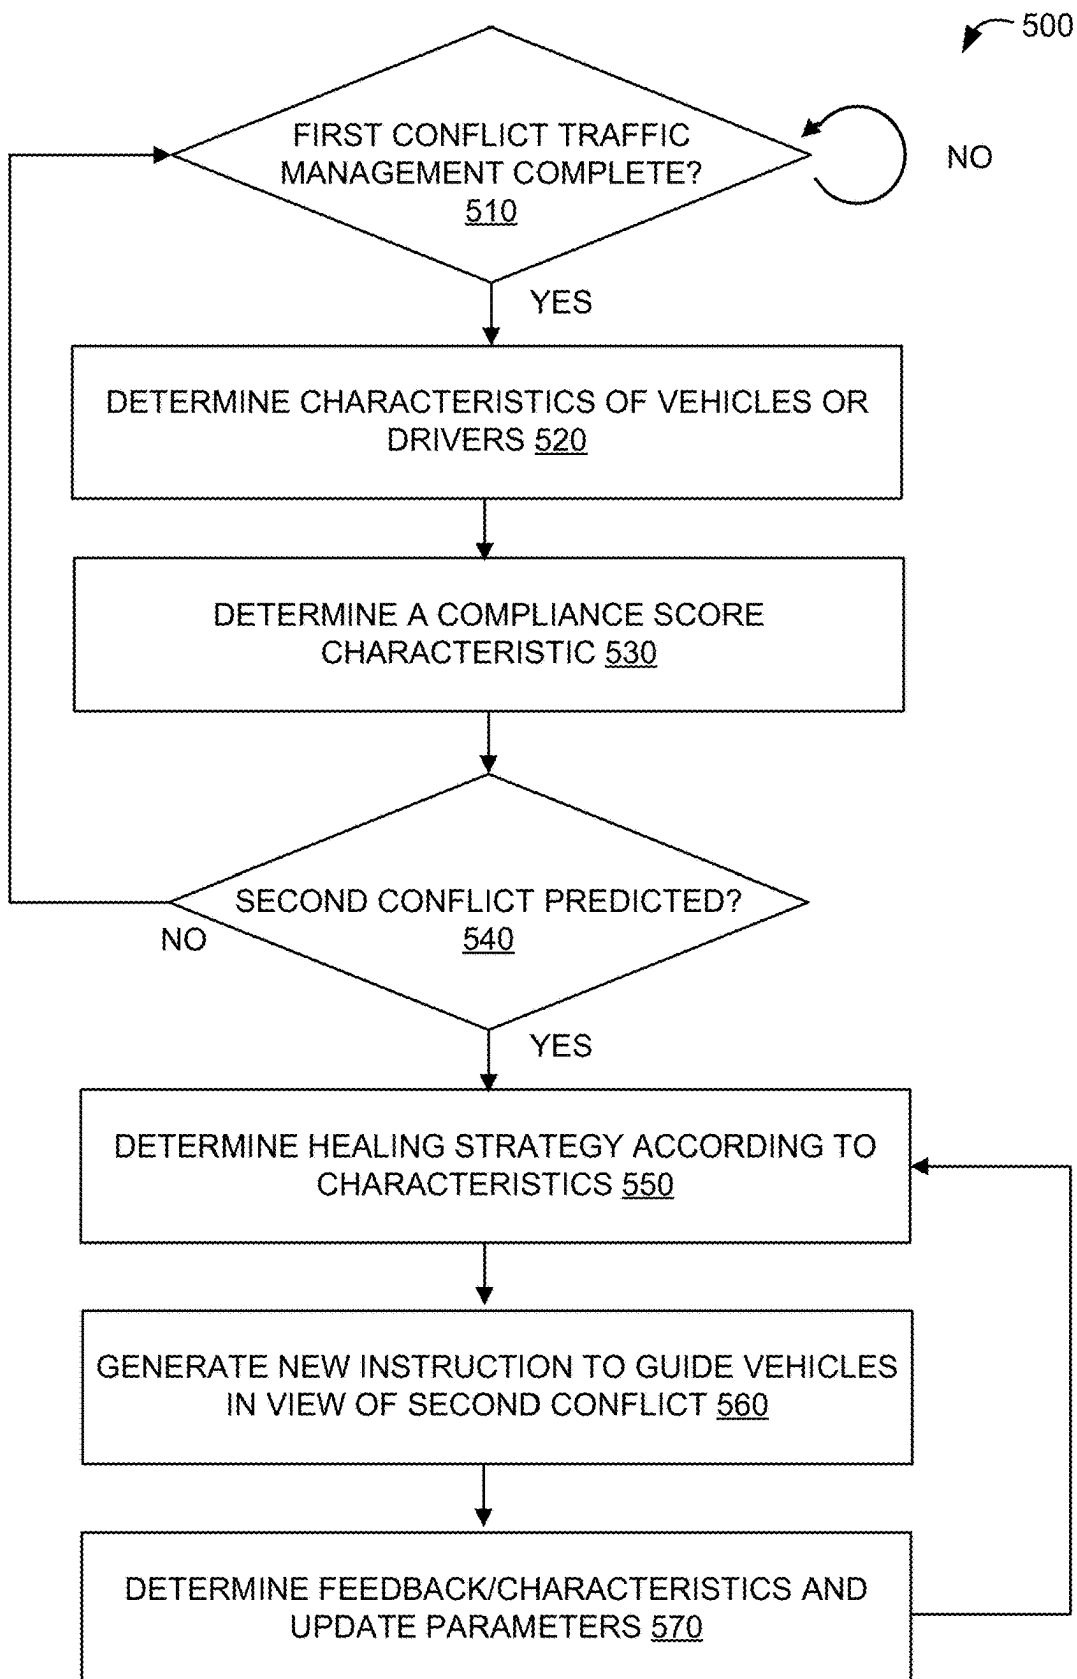 500
FIRST CONFLICT TRAFFIC
MANAGEMENT COMPLETE?
510
NO
YES
DETERMINE CHARACTERISTICS OF VEHICLES OR
DRIVERS 520
DETERMINE A COMPLIANCE SCORE
CHARACTERISTIC 530
SECOND CONFLICT PREDICTED?
540
NO
YES
DETERMINE HEALING STRATEGY ACCORDING TO
CHARACTERISTICS 550
GENERATE NEW INSTRUCTION TO GUIDE VEHICLES
IN VIEW OF SECOND CONFLICT 560
DETERMINE FEEDBACK/CHARACTERISTICS AND
UPDATE PARAMETERS 570